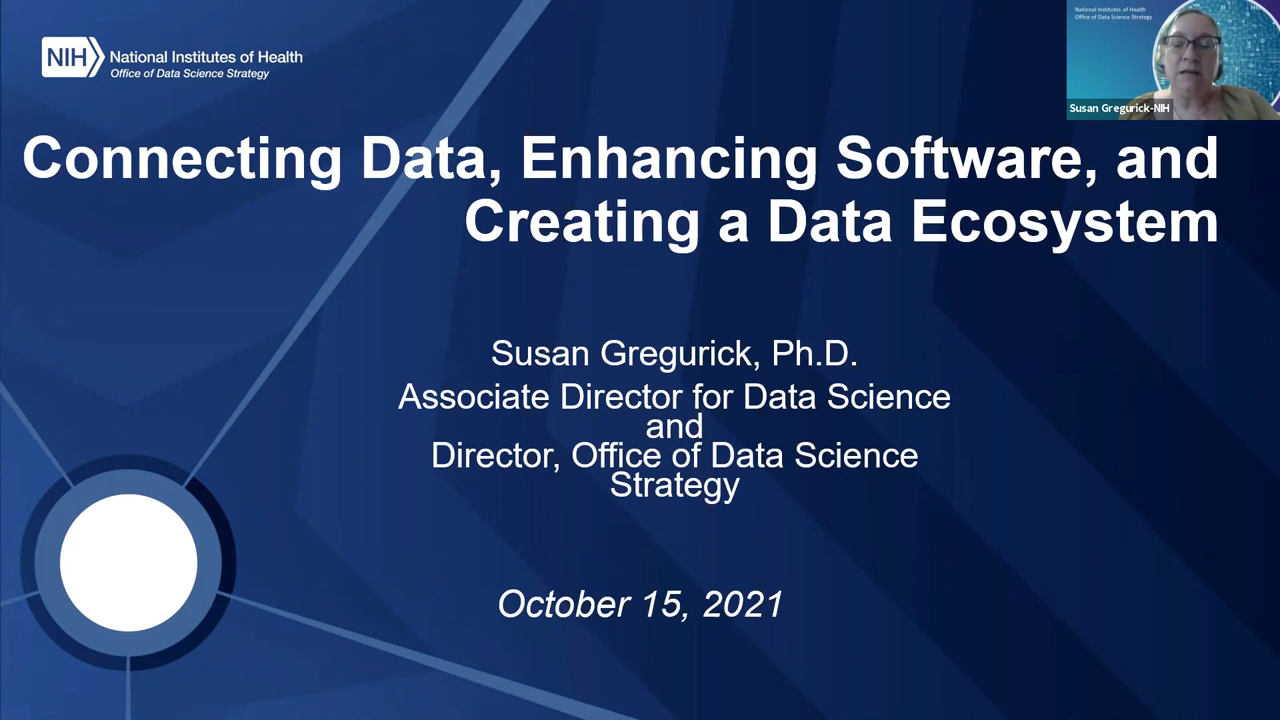 NIH
National Institutes of Health
Office of Data Science Strategy
National Institutes of Health
Office of Data Science Strategy
Susan Gregurick-NIH
Connecting Data, Enhancing Software, and
Creating a Data Ecosystem
Susan Gregurick, Ph.D.
Associate Director for Data Science
and
Director, Office of Data Science
Strategy
October 15, 2021